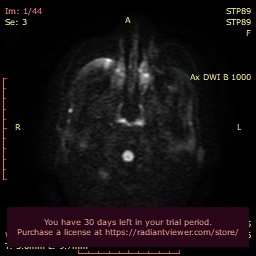 Im: 1/44
Se: 3
A
STP89
STP89
F
Ax DWI B 1000
R
L
You have 30 days left in your trial period.
Purchase a license at https://radiantviewer.com/store/